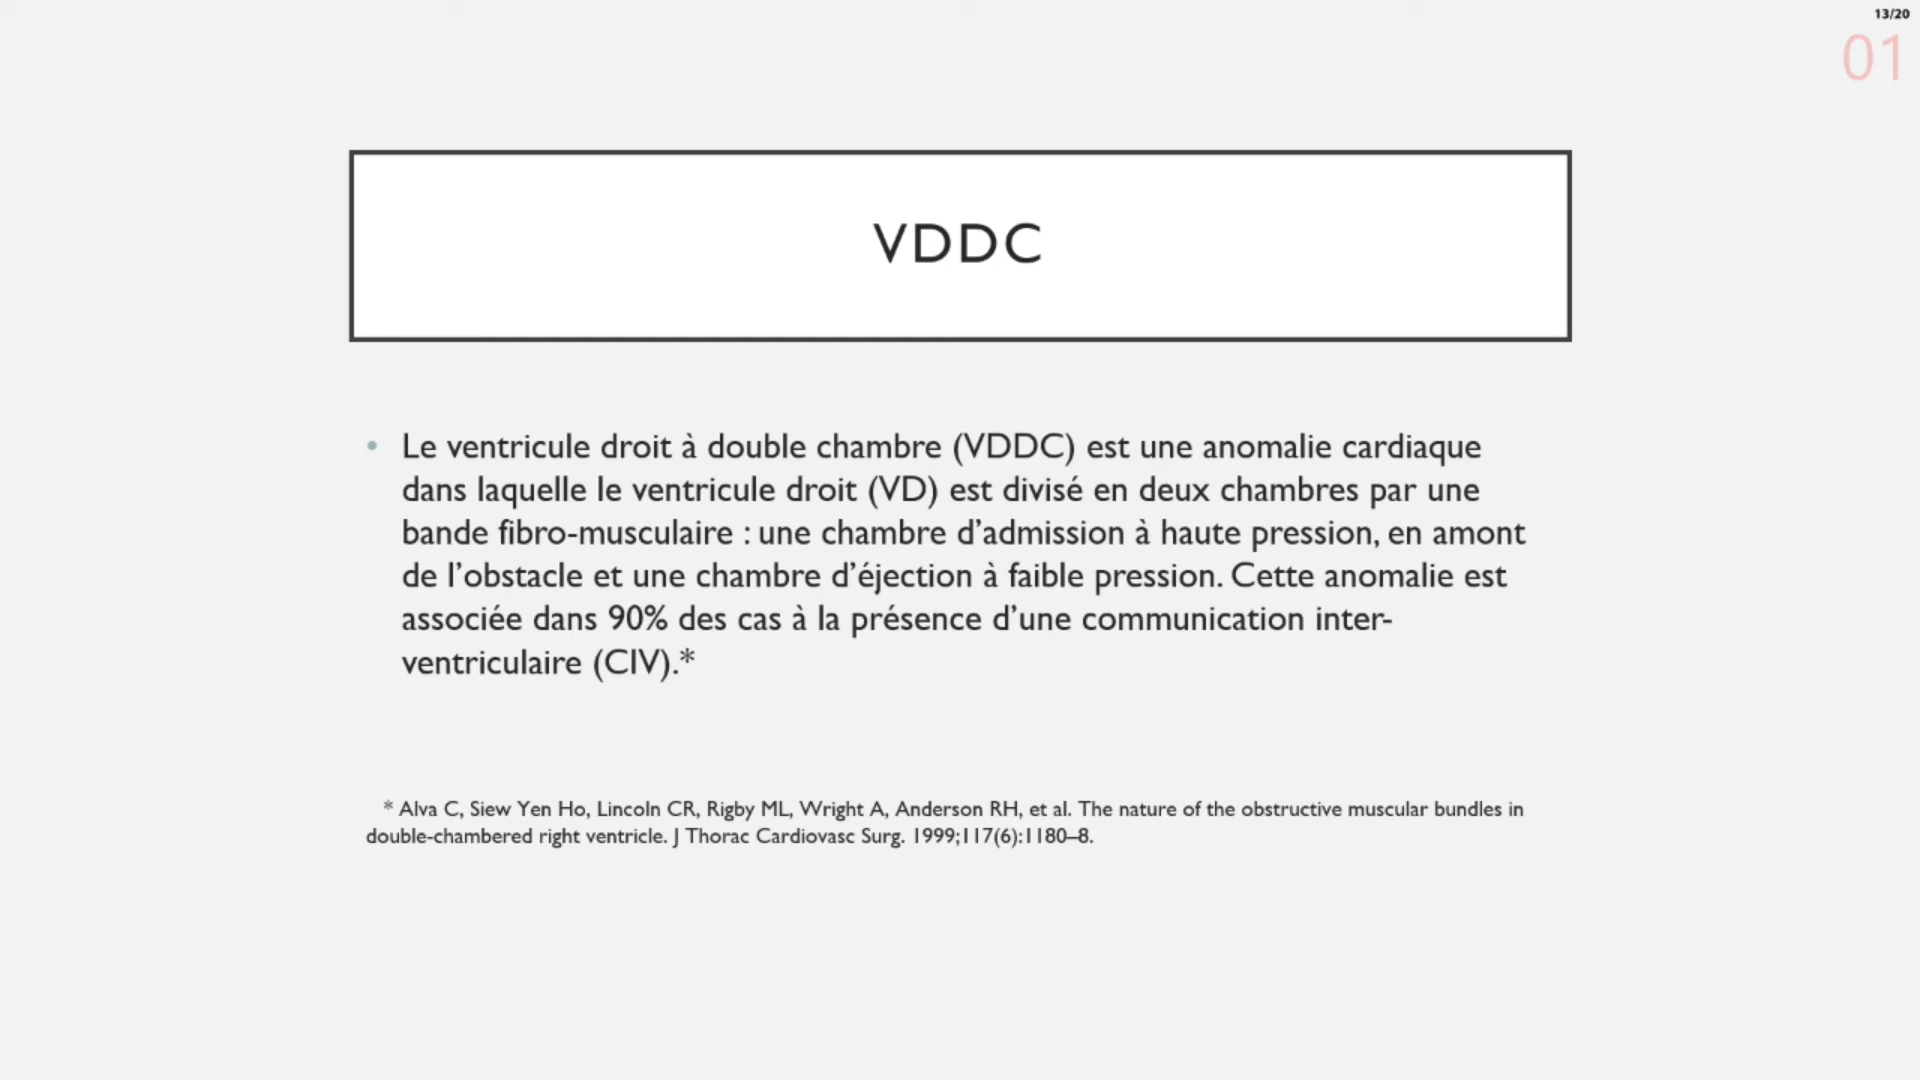 13/20
01
VDDC
• Le ventricule droit à double chambre (VDDC) est une anomalie cardiaque
dans laquelle le ventricule droit (VD) est divisé en deux chambres par une
bande fibro-musculaire : une chambre d’admission à haute pression, en amont
de l’obstacle et une chambre d’éjection à faible pression. Cette anomalie est
associée dans 90% des cas à la présence d’une communication inter-
ventriculaire (CIV).*
* Alva C, Siew Yen Ho, Lincoln CR, Rigby ML, Wright A, Anderson RH, et al. The nature of the obstructive muscular bundles in
double-chambered right ventricle. J Thorac Cardiovasc Surg. 1999;117(6):1180–8.